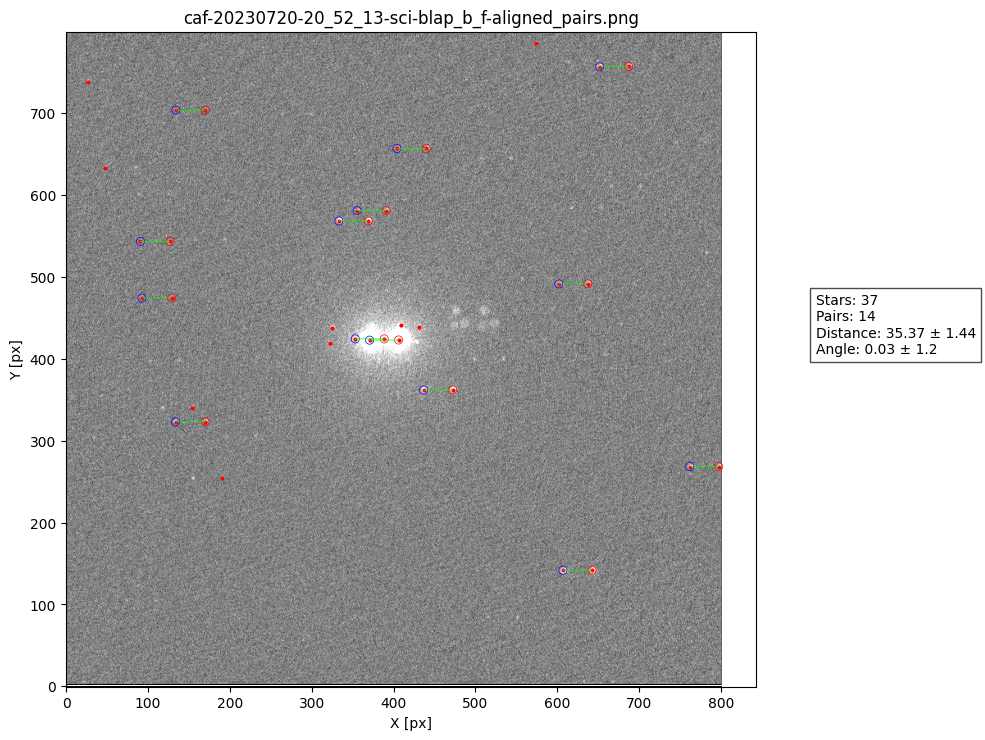 caf-20230720-20_52_13-sci-blap_b_f-aligned_pairs.png
700
600
500
400
300
200
100
0
Y [px]
0 100 200 300 400 500 600 700 800
X [px]
Stars: 37
Pairs: 14
Distance: 35.37 ± 1.44
Angle: 0.03 ± 1.2